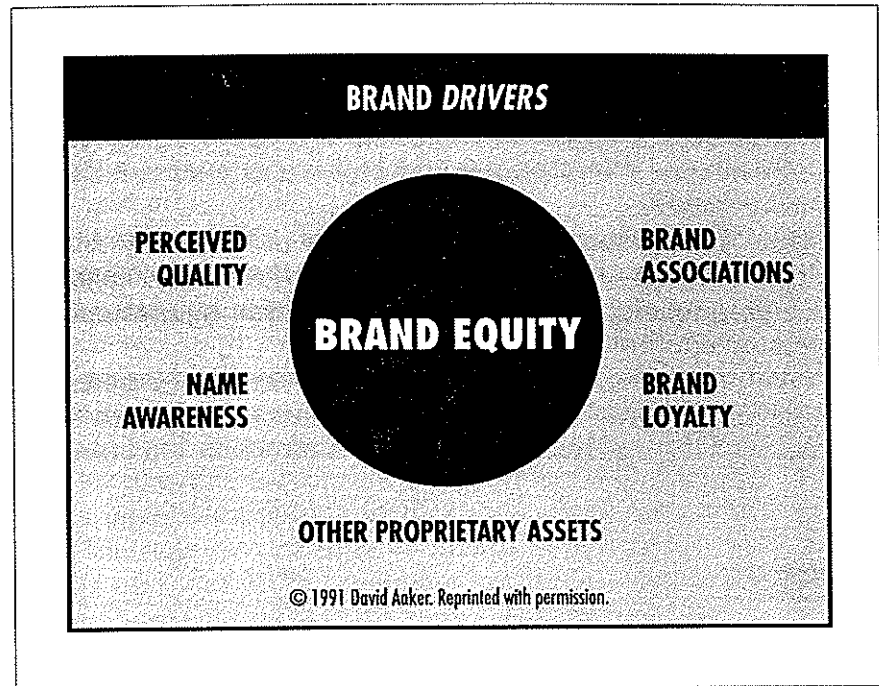 BRAND DRIVERS
PERCEIVED
QUALITY
BRAND
ASSOCIATIONS
BRAND EQUITY
NAME
AWARENESS
BRAND
LOYALTY
OTHER PROPRIETARY ASSETS
© 1991 David Aaker. Reprinted with permission.